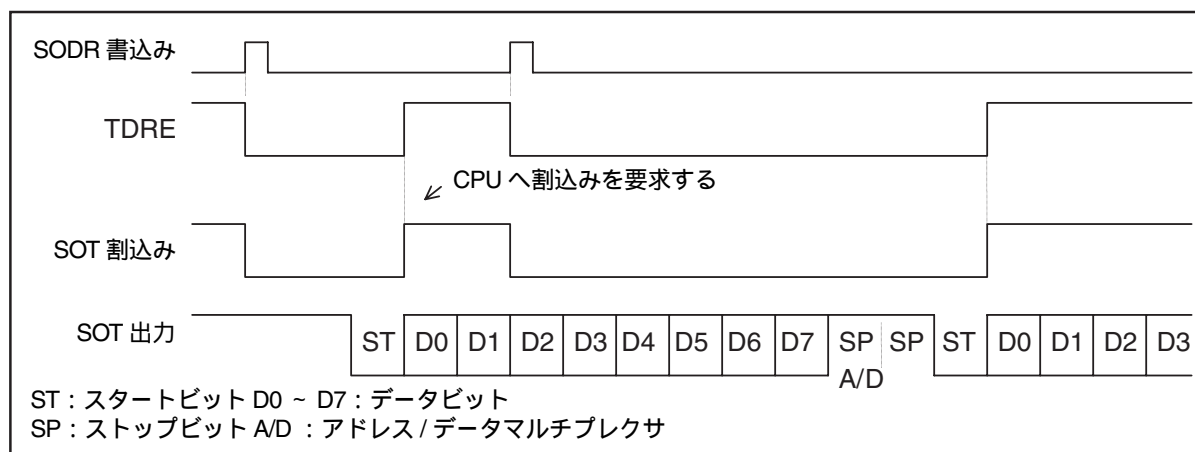 SODR 書込み
TDRE
CPU へ割込みを要求する
SOT 割込み
SOT 出力
ST D0 D1 D2 D3 D4 D5 D6 D7 SP SP ST D0 D1 D2 D3
A/D
ST：スタートビット D0 ~ D7：データビット
SP：ストップビット A/D ：アドレス / データマルチプレクサ